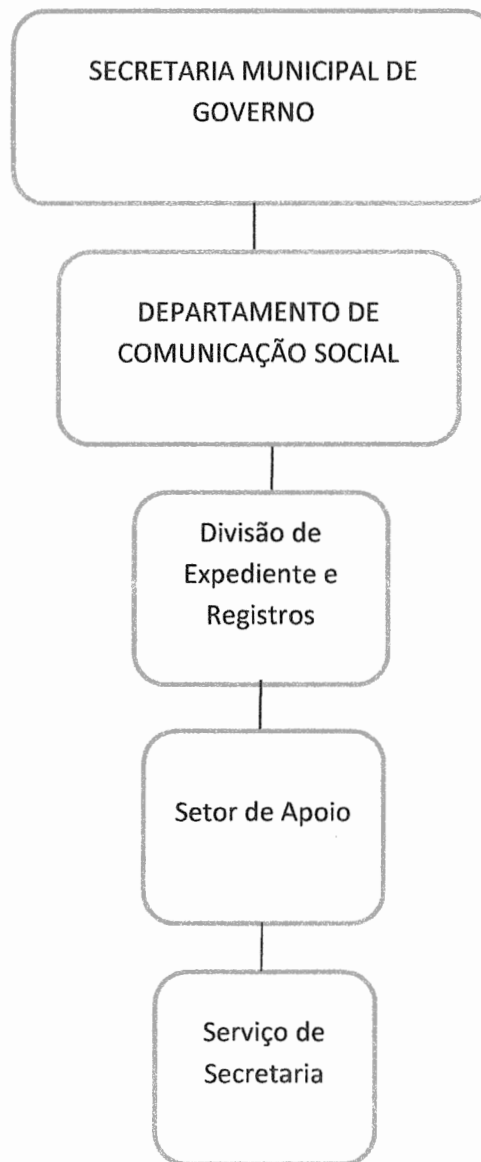 SECRETARIA MUNICIPAL DE
GOVERNO
DEPARTAMENTO DE
COMUNICAÇÃO SOCIAL
Divisão de
Expediente e
Registros
Setor de Apoio
Serviço de
Secretaria